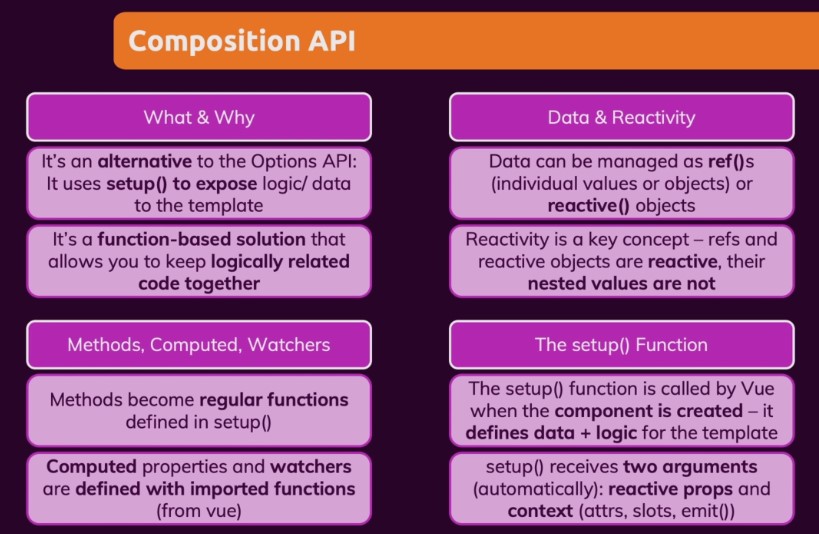 Composition API
What & Why
It's an alternative to the Options API:
It uses setup() to expose logic/ data
to the template
It's a function-based solution that
allows you to keep logically related
code together
Data & Reactivity
Data can be managed as ref()s
(individual values or objects) or
reactive() objects
Reactivity is a key concept – refs and
reactive objects are reactive, their
nested values are not
Methods, Computed, Watchers
Methods become regular functions
defined in setup()
Computed properties and watchers
are defined with imported functions
(from vue)
The setup() Function
The setup() function is called by Vue
when the component is created – it
defines data + logic for the template
setup() receives two arguments
(automatically): reactive props and
context (attrs, slots, emit())